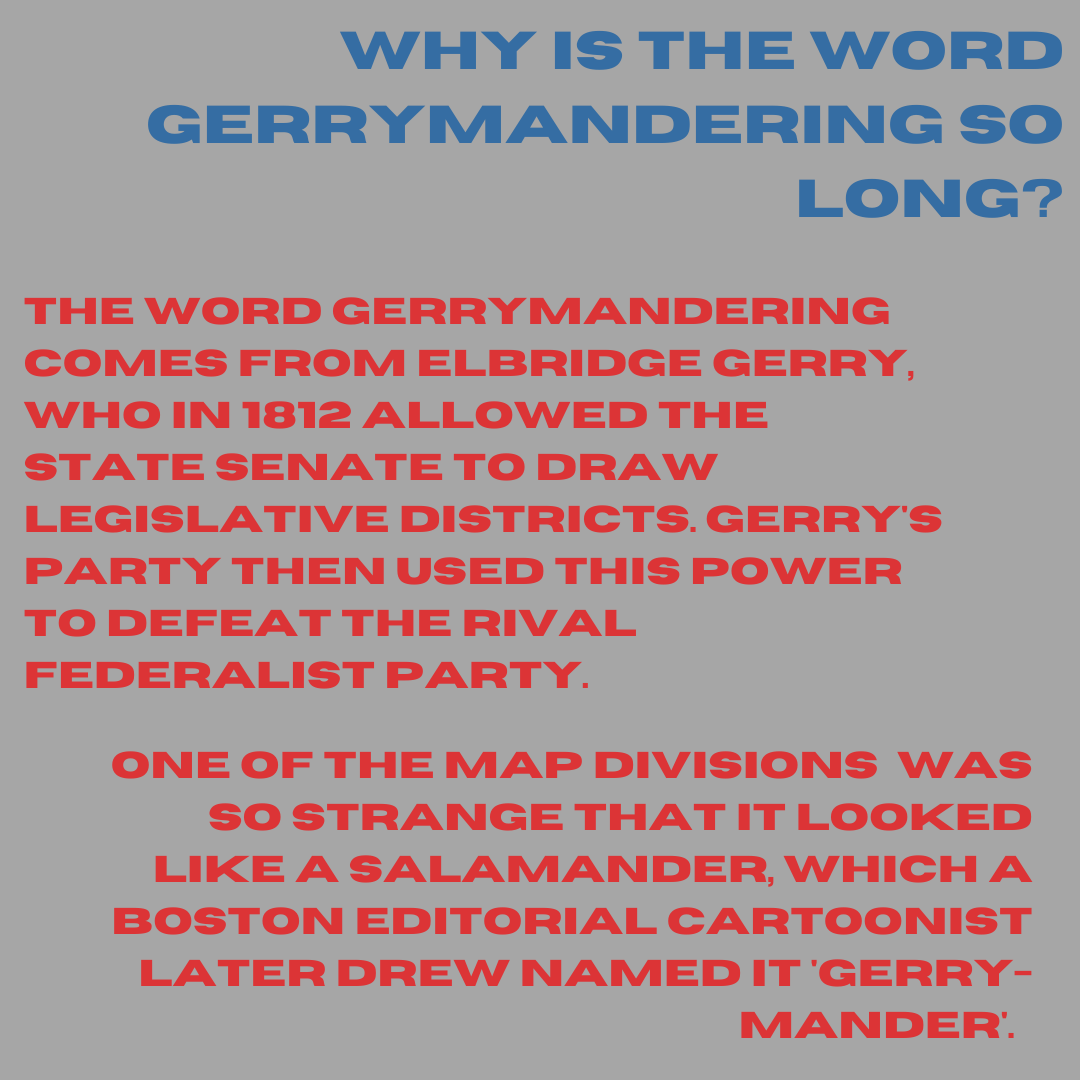 WHY IS THE WORD
GERRYMANDERING SO
LONG?
THE WORD GERRYMANDERING
COMES FROM ELBRIDGE GERRY,
WHO IN 1812 ALLOWED THE
STATE SENATE TO DRAW
LEGISLATIVE DISTRICTS. GERRY'S
PARTY THEN USED THIS POWER
TO DEFEAT THE RIVAL
FEDERALIST PARTY.
ONE OF THE MAP DIVISIONS WAS
SO STRANGE THAT IT LOOKED
LIKE A SALAMANDER, WHICH A
BOSTON EDITORIAL CARTOONIST
LATER DREW NAMED IT 'GERRY-
MANDER'.